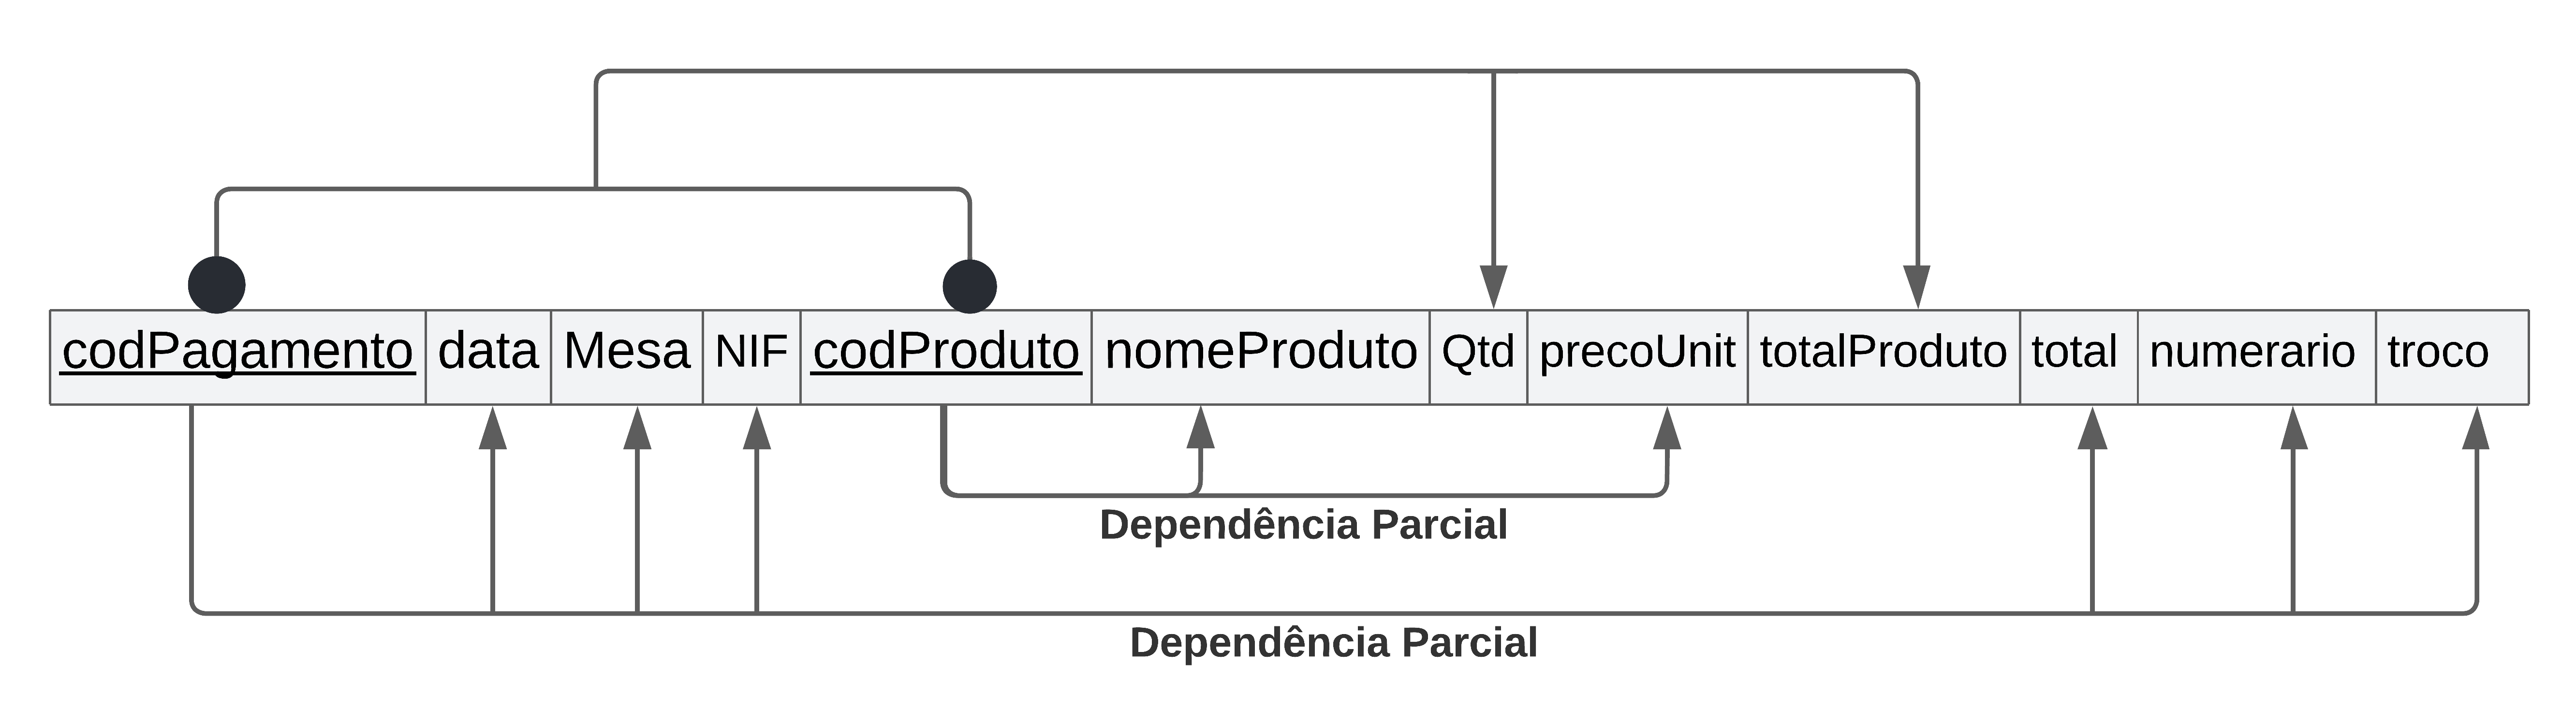 codPagamento data Mesa NIF codProduto nomeProduto Qtd precoUnit totalProduto total numerario troco
Dependência Parcial
Dependência Parcial